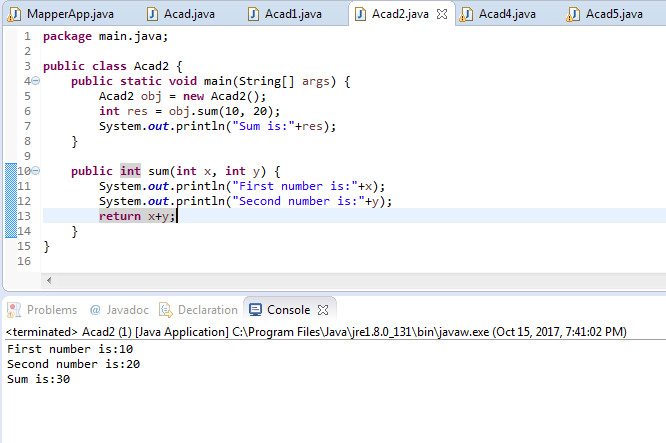 MapperApp.java Acad.java Acad1.java Acad2.java Acad4.java Acad5.java
1 package main.java;
2
3 public class Acad2 {
4 public static void main(String[] args) {
5 Acad2 obj = new Acad2();
6 int res = obj.sum(10, 20);
7 System.out.println("Sum is:"+res);
8 }
9
10 public int sum(int x, int y) {
11 System.out.println("First number is:"+x);
12 System.out.println("Second number is:"+y);
13 return x+y;
14 }
15 }
16
Problems @ Javadoc Declaration Console
<terminated> Acad2 (1) [Java Application] C:\Program Files\Java\jre1.8.0_131\bin\javaw.exe (Oct 15, 2017, 7:41:02 PM)
First number is:10
Second number is:20
Sum is:30